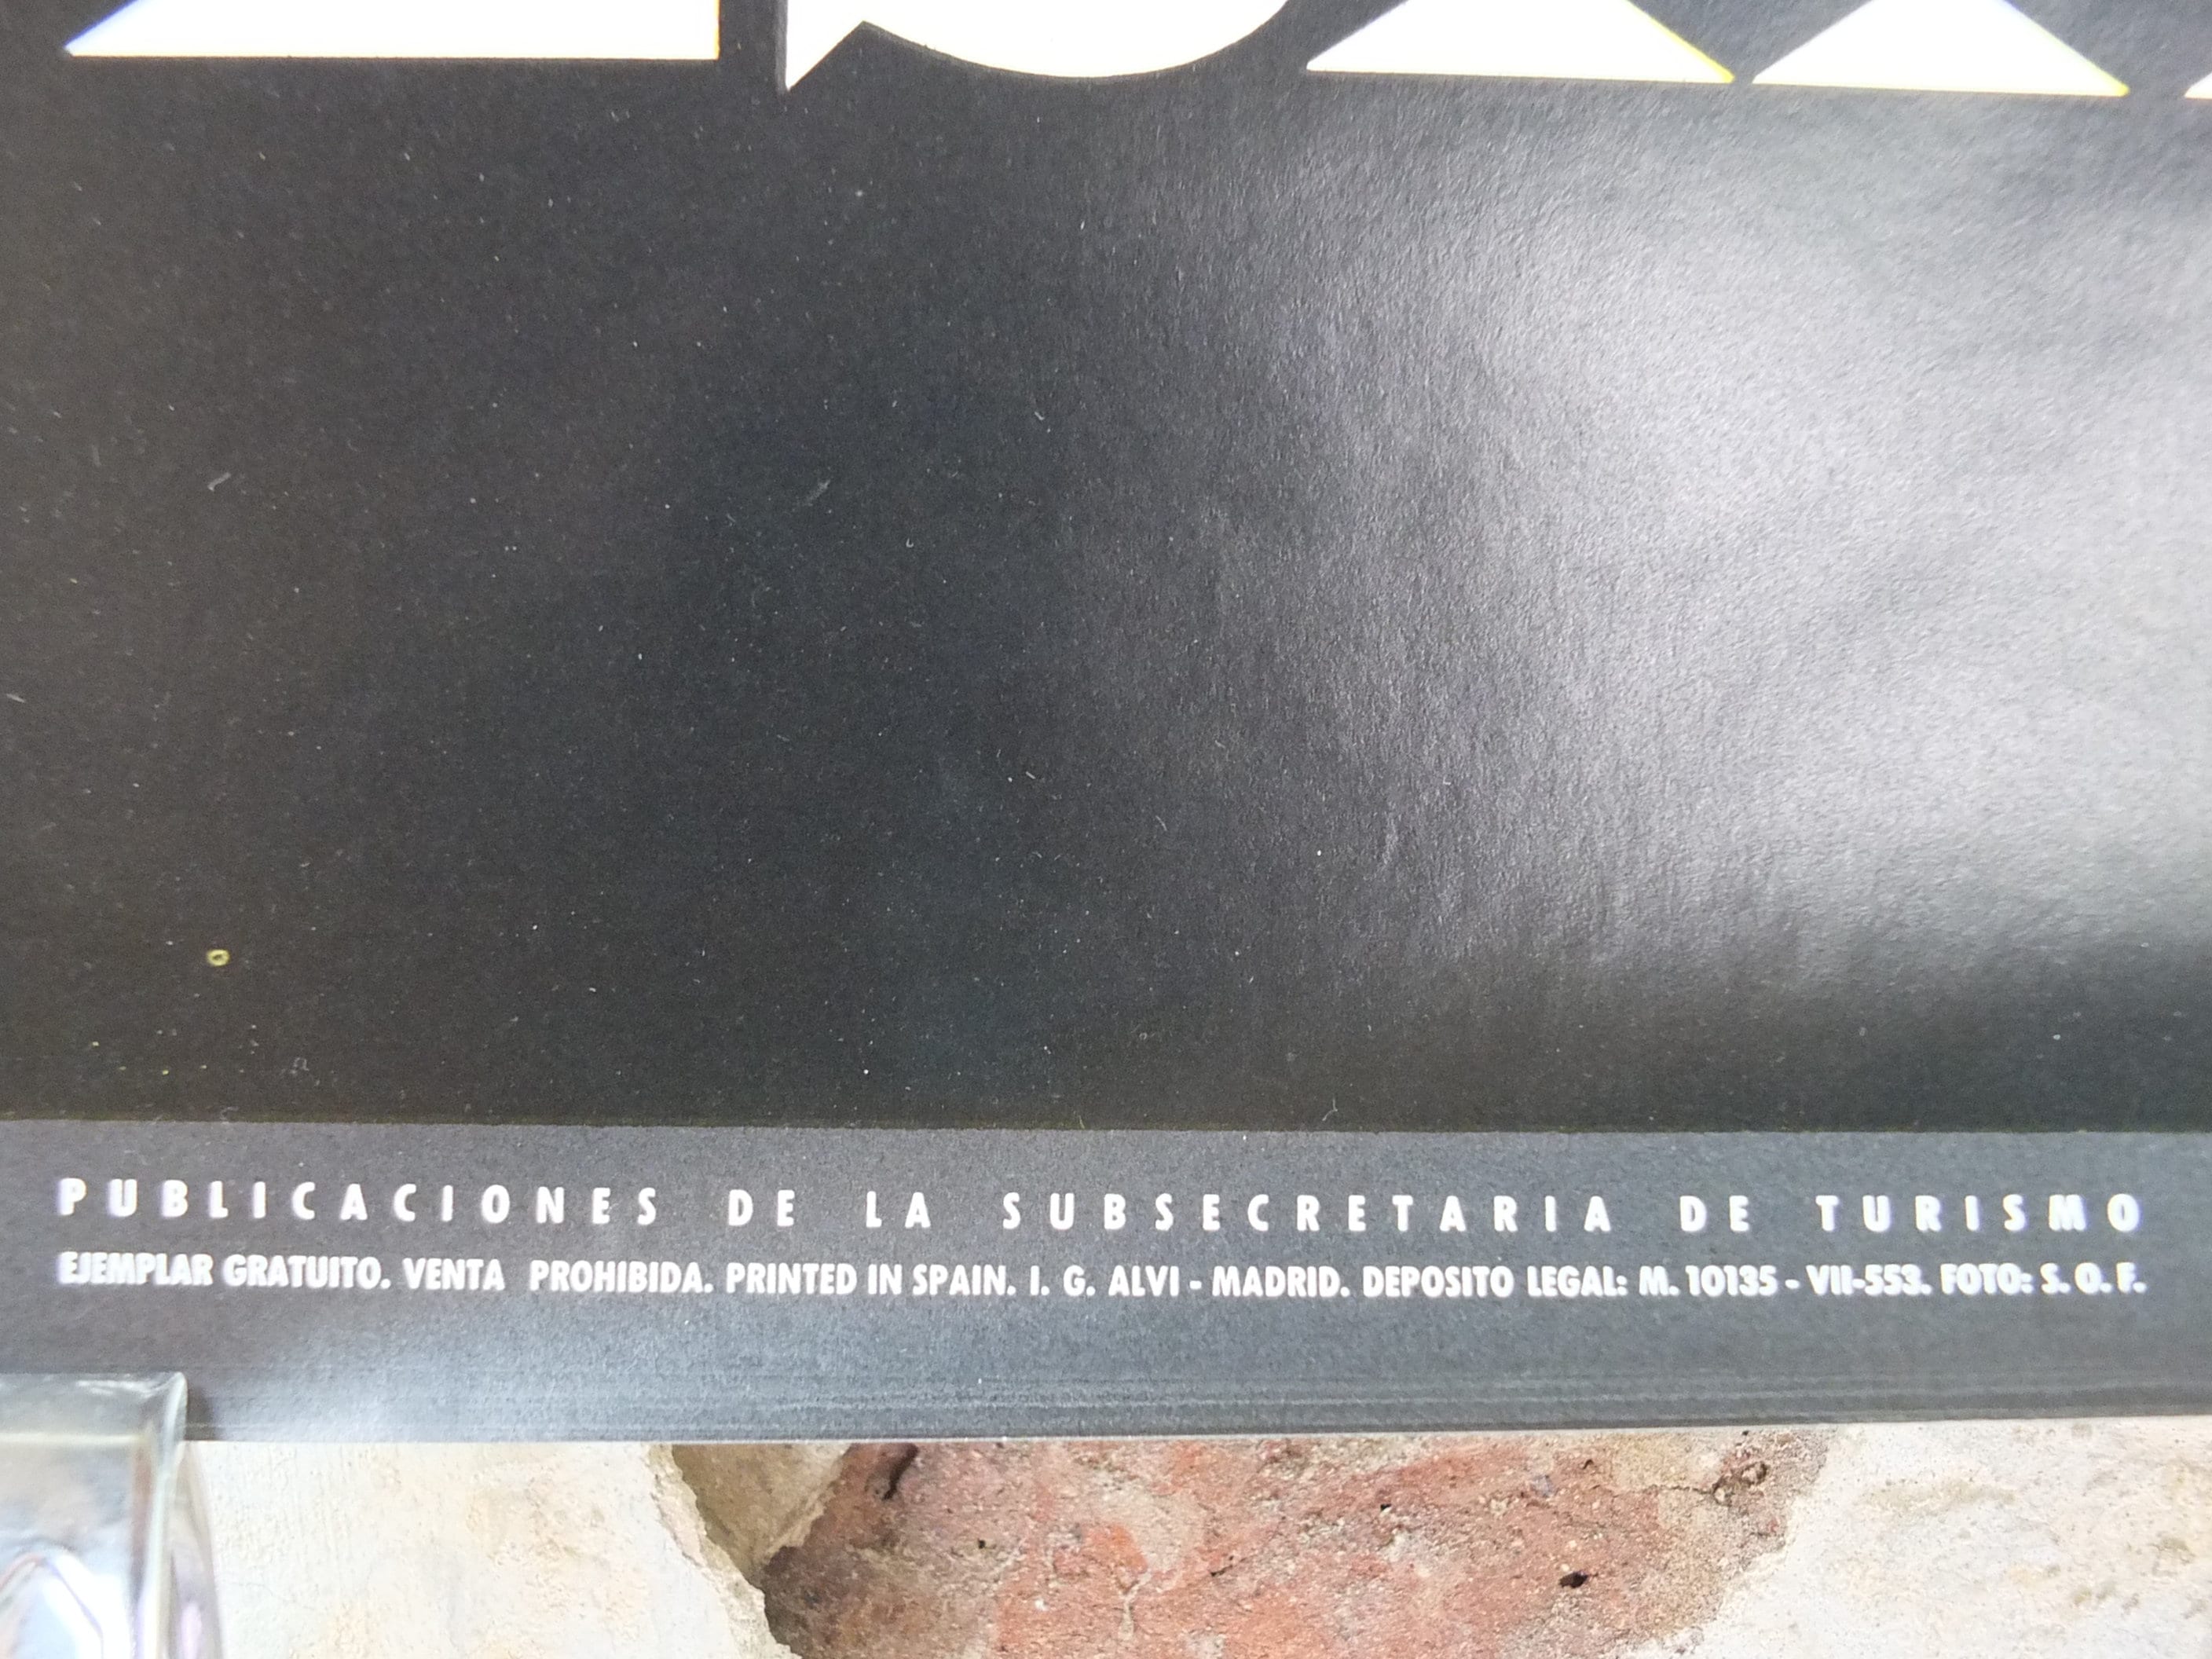 PUBLICACIONES DE LA SUBSECRETARIA DE TURISMO
EJEMPLAR GRATUITO. VENTA PROHIBIDA. PRINTED IN SPAIN. I. G. ALVI - MADRID. DEPOSITO LEGAL: M. 10135 - VII-553. FOTO: S. O. F.